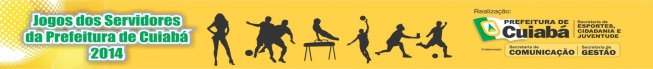 Jogos dos Servidores
da Prefeitura de Cuiabá
2014
Realização:
PREFEITURA DE
Cuiabá
Secretaria de
ESPORTES,
CIDADANIA E
JUVENTUDE
Colaboração:
Secretaria de
COMUNICAÇÃO
Secretaria de
GESTÃO